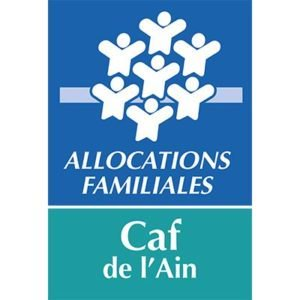 ALLOCATIONS
FAMILIALES
Caf
de l'Ain